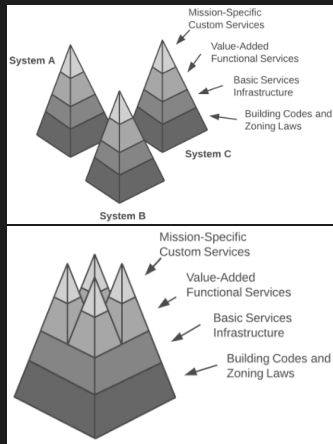 Mission-Specific
Custom Services
System A
Value-Added
Functional Services
Basic Services
Infrastructure
Building Codes and
Zoning Laws
System C
System B
Mission-Specific
Custom Services
Value-Added
Functional Services
Basic Services
Infrastructure
Building Codes and
Zoning Laws